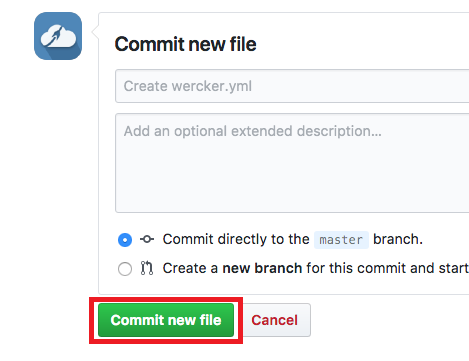 Commit new file
Create wercker.yml
Add an optional extended description...
Commit directly to the master branch.
Create a new branch for this commit and start
Commit new file
Cancel